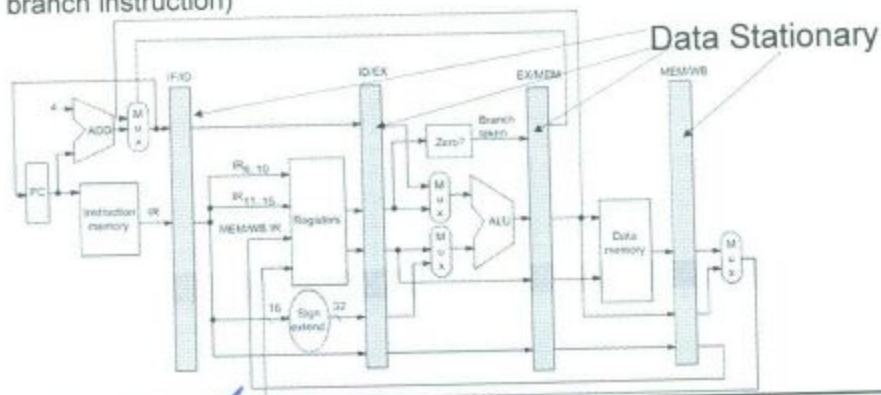 branch instruction)
Data Stationary
IF/ID
ID/EX
EX/MEM
MEM/WB
4
ADD
M
u
x
Zero?
Branch
taken
PC
Instruction
memory
IR
IR6..10
IR11..15
MEM/WB.IR
Registers
M
u
x
M
u
x
ALU
Data
memory
M
u
x
16
Sign
extend
32